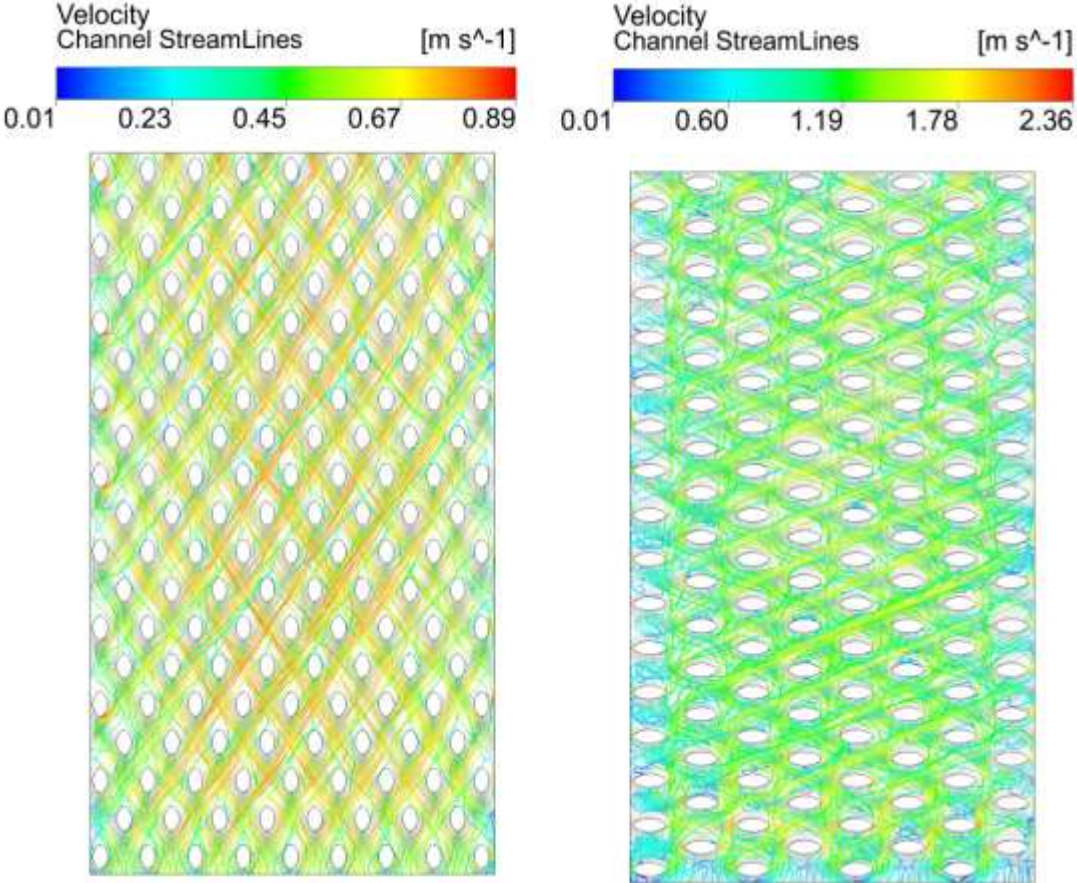 Velocity
Channel StreamLines [m s^-1]
0.01 0.23 0.45 0.67 0.89
Velocity
Channel StreamLines [m s^-1]
0.01 0.60 1.19 1.78 2.36